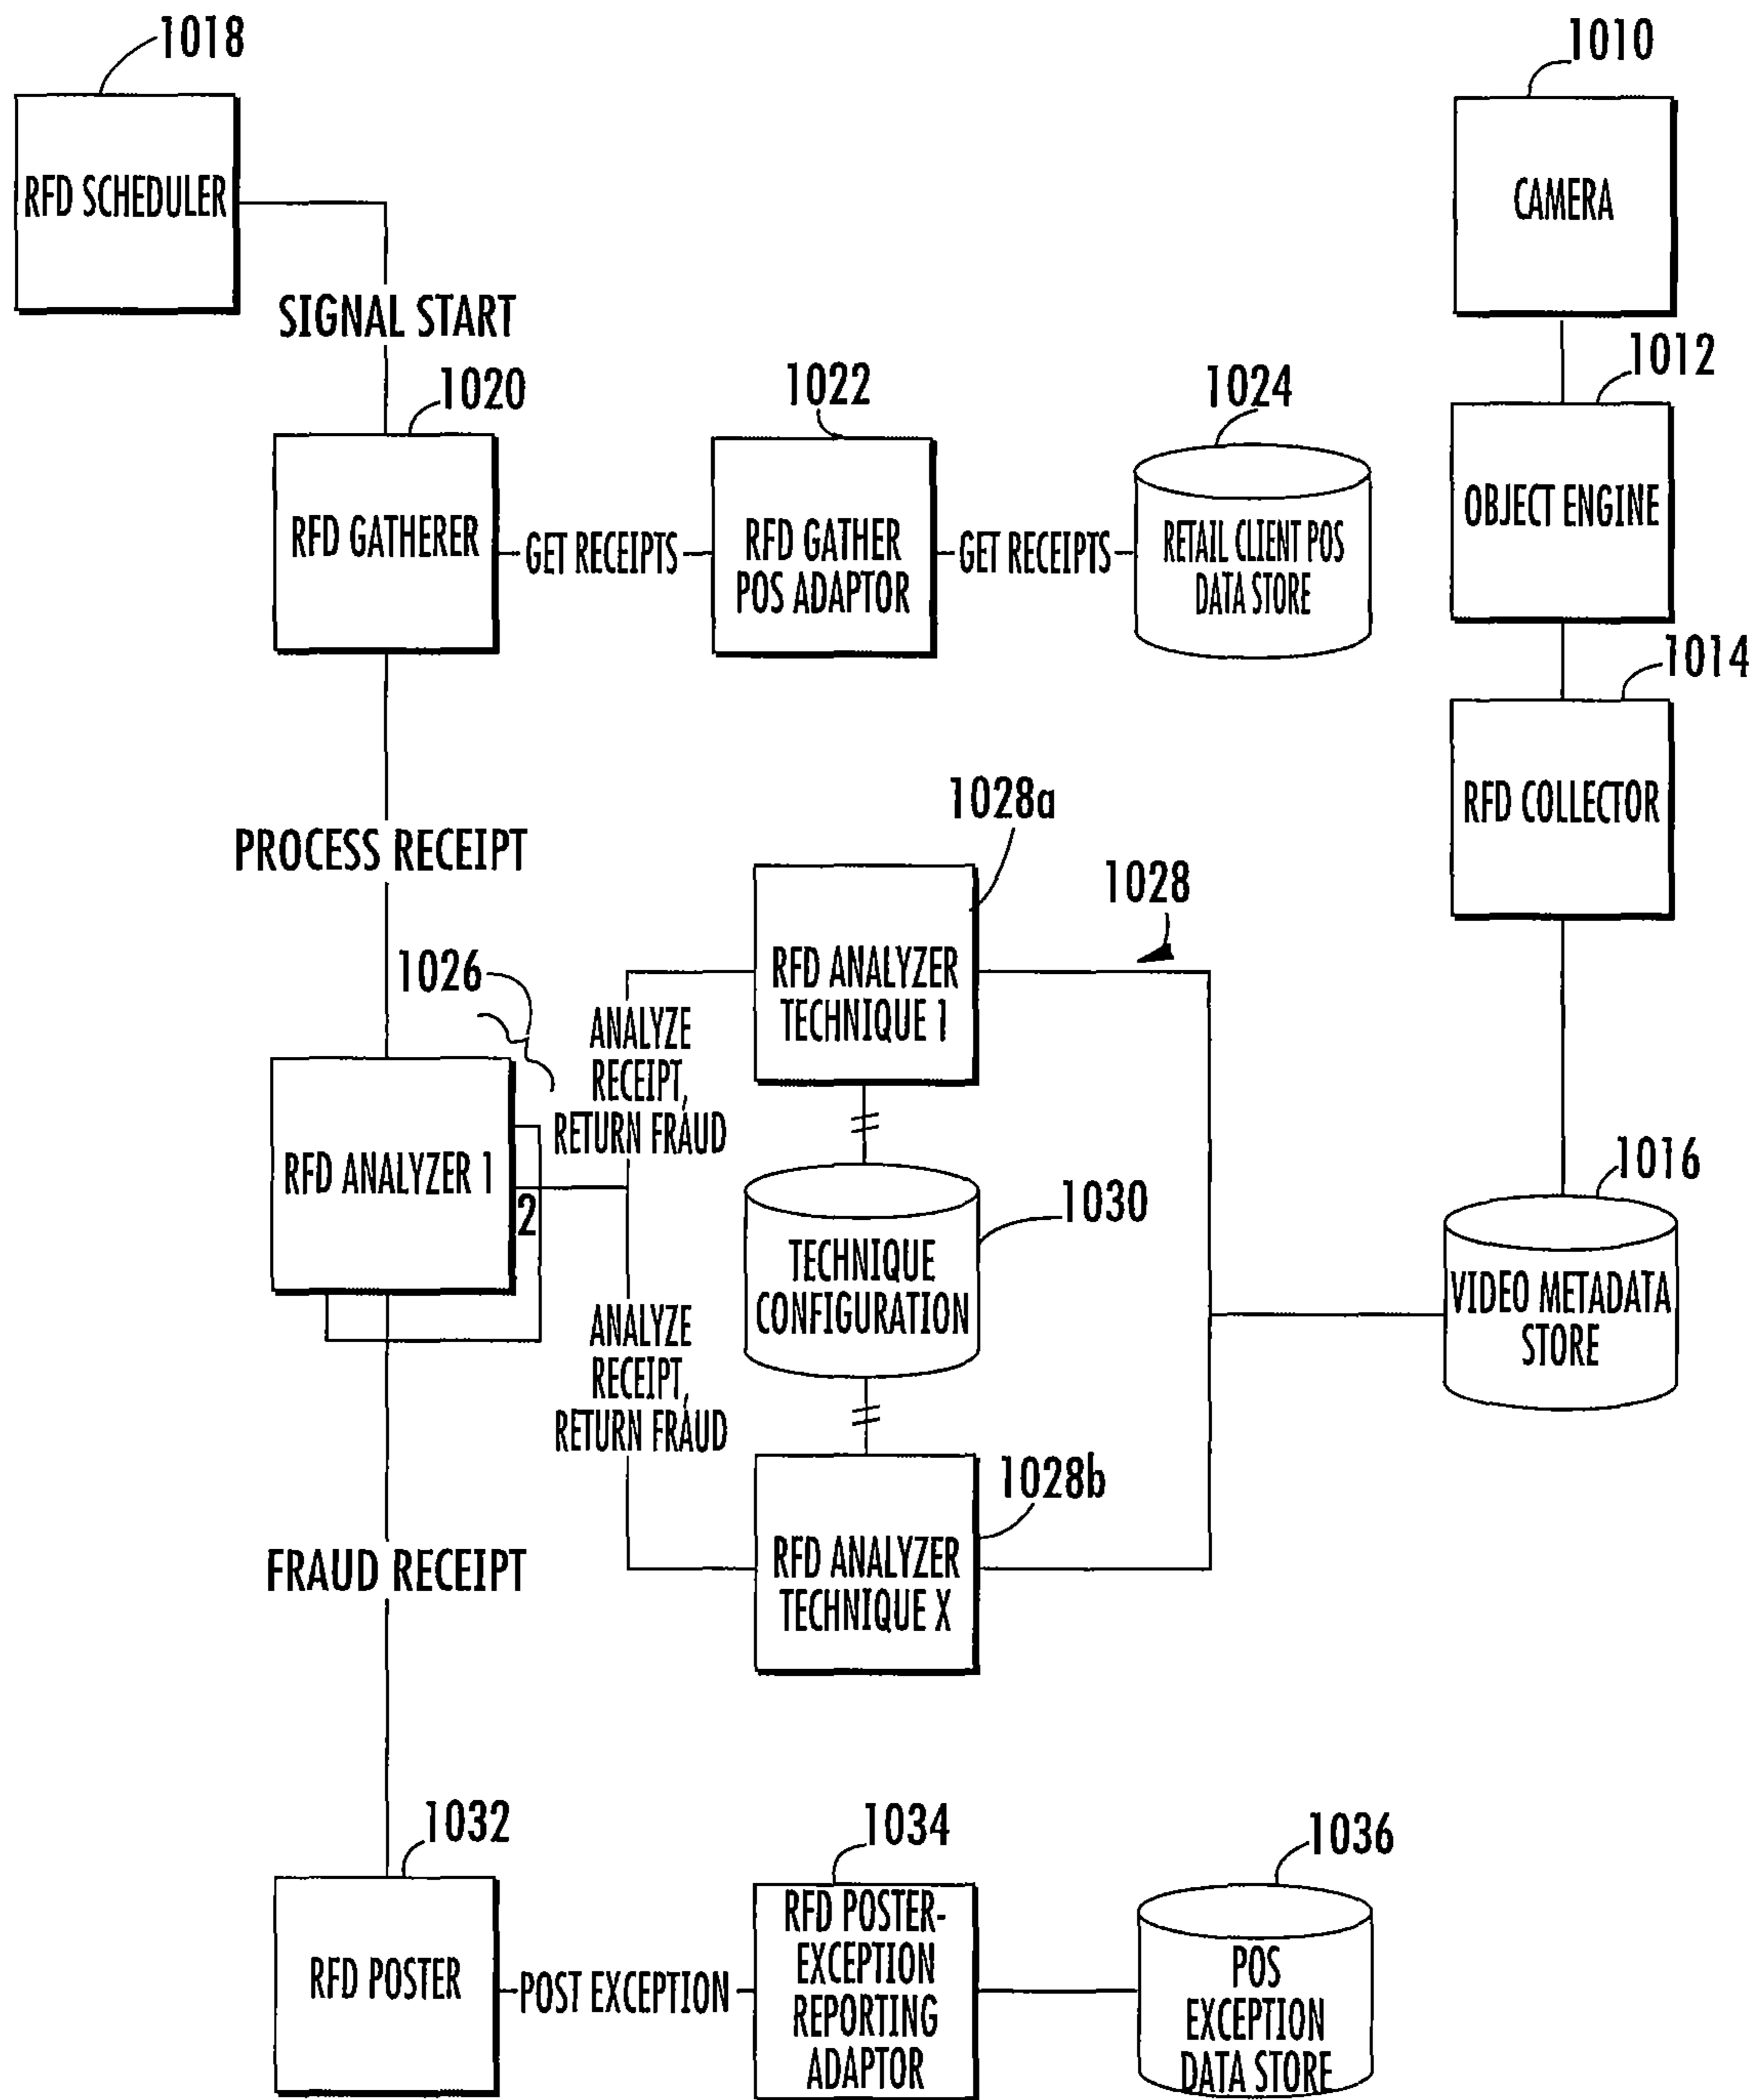 1018
1010
RFD SCHEDULER
CAMERA
SIGNAL START
1012
1020
1022
1024
OBJECT ENGINE
RFD GATHERER
GET RECEIPTS
RFD GATHER
POS ADAPTOR
GET RECEIPTS
RETAIL CLIENT POS
DATA STORE
1014
RFD COLLECTOR
1028a
PROCESS RECEIPT
1028
1026
RFD ANALYZER
TECHNIQUE 1
ANALYZE
RECEIPT,
RETURN FRAUD
RFD ANALYZER 1
2
1016
1030
TECHNIQUE
CONFIGURATION
VIDEO METADATA
STORE
ANALYZE
RECEIPT,
RETURN FRAUD
1028b
FRAUD RECEIPT
RFD ANALYZER
TECHNIQUE X
1032
1034
1036
RFD POSTER
POST EXCEPTION
RFD POSTER-
EXCEPTION
REPORTING
ADAPTOR
POS
EXCEPTION
DATA STORE